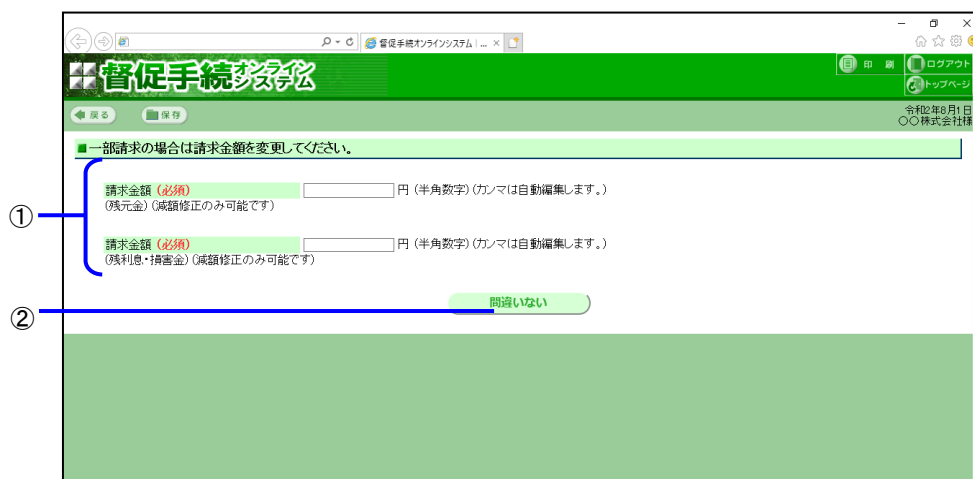 督促手続オンライン システム | ... ×
督促手続オンラインシステム
印 刷
ログアウト
トップページ
戻る
保存
令和2年8月1日
〇〇株式会社様
■一部請求の場合は請求金額を変更してください。
①
請求金額 (必須) 円 (半角数字)(カンマは自動編集します。)
(残元金)(減額修正のみ可能です)
請求金額 (必須) 円 (半角数字)(カンマは自動編集します。)
(残利息・損害金)(減額修正のみ可能です)
②
間違いない